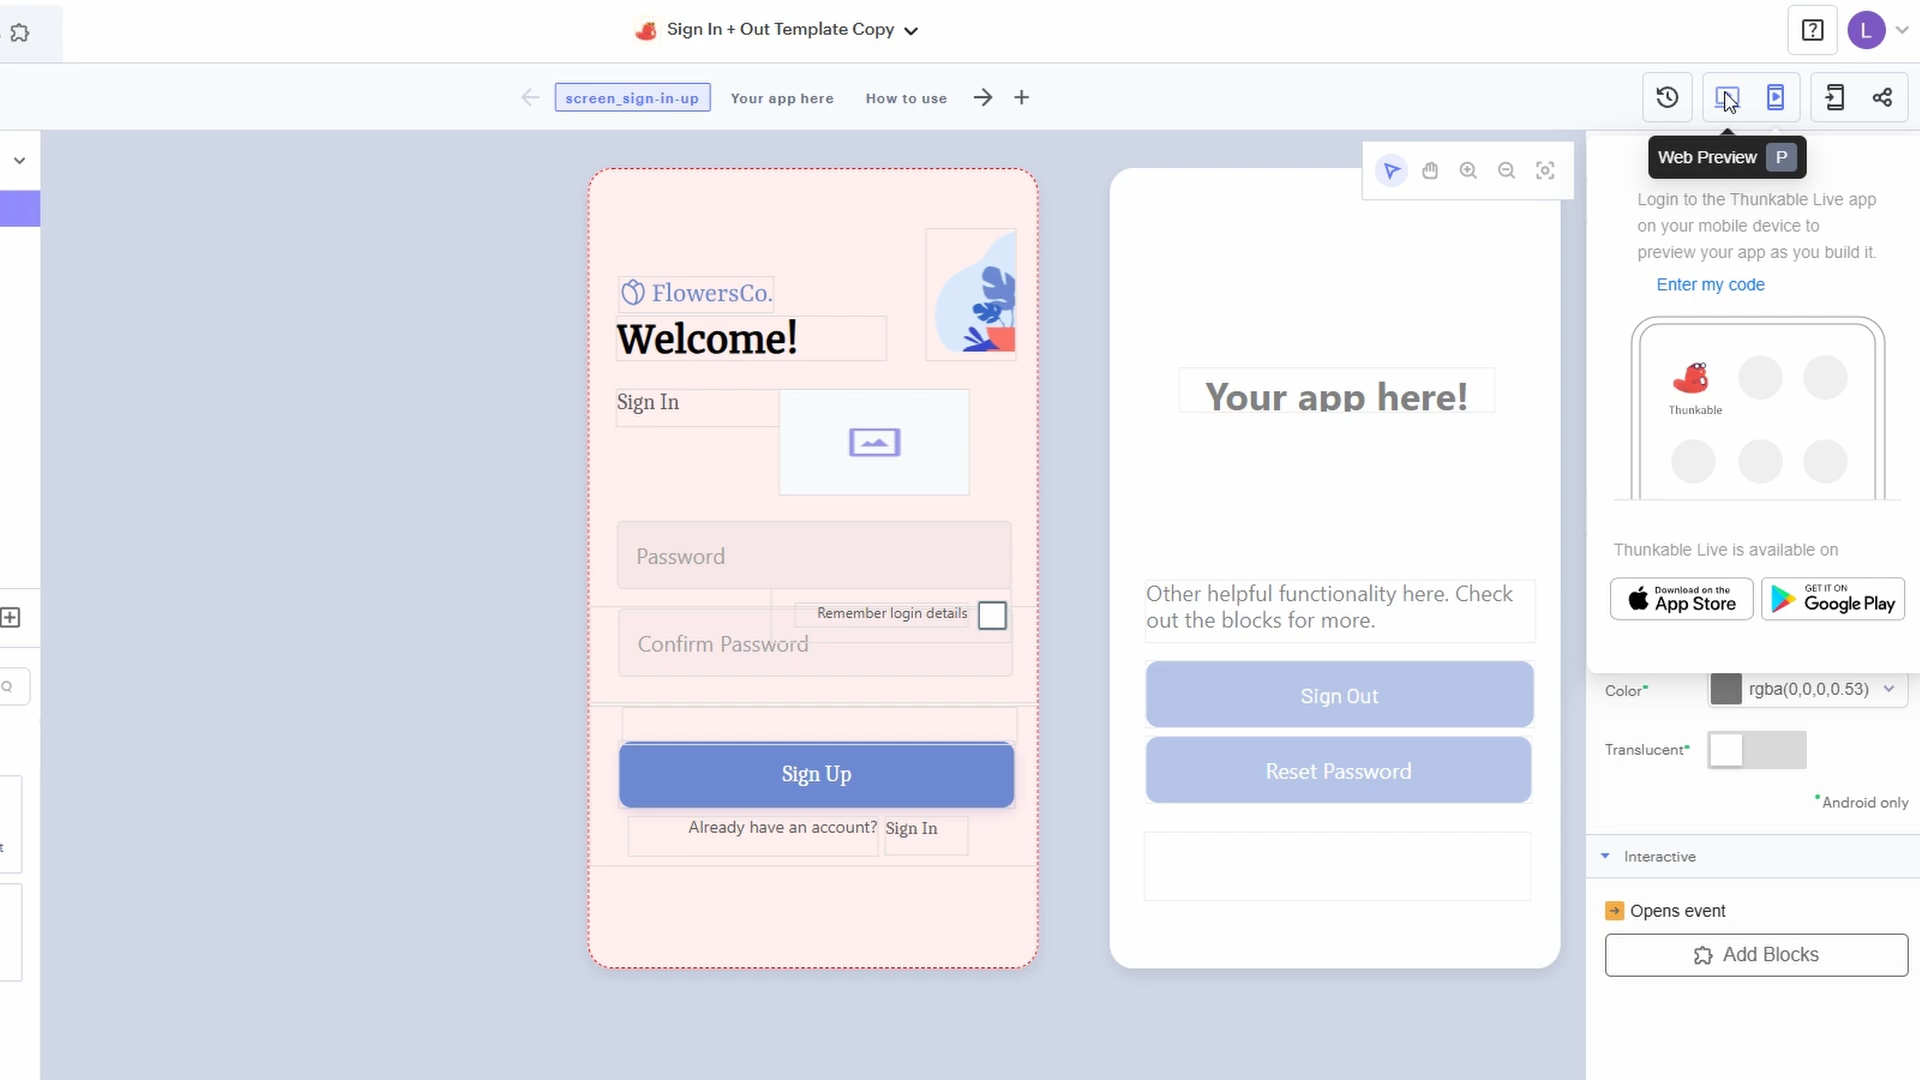 Sign In + Out Template Copy
L
screen_sign-in-up
Your app here
How to use
Web Preview P
Login to the Thunkable Live app
on your mobile device to
preview your app as you build it.
Enter my code
Thunkable
Thunkable Live is available on
Download on the
App Store
GET IT ON
Google Play
FlowersCo.
Welcome!
Sign In
Password
Remember login details
Confirm Password
Sign Up
Already have an account? Sign In
Your app here!
Other helpful functionality here. Check
out the blocks for more.
Sign Out
Reset Password
Color* rgba(0,0,0,0.53)
Translucent*
*Android only
Interactive
Opens event
Add Blocks
t